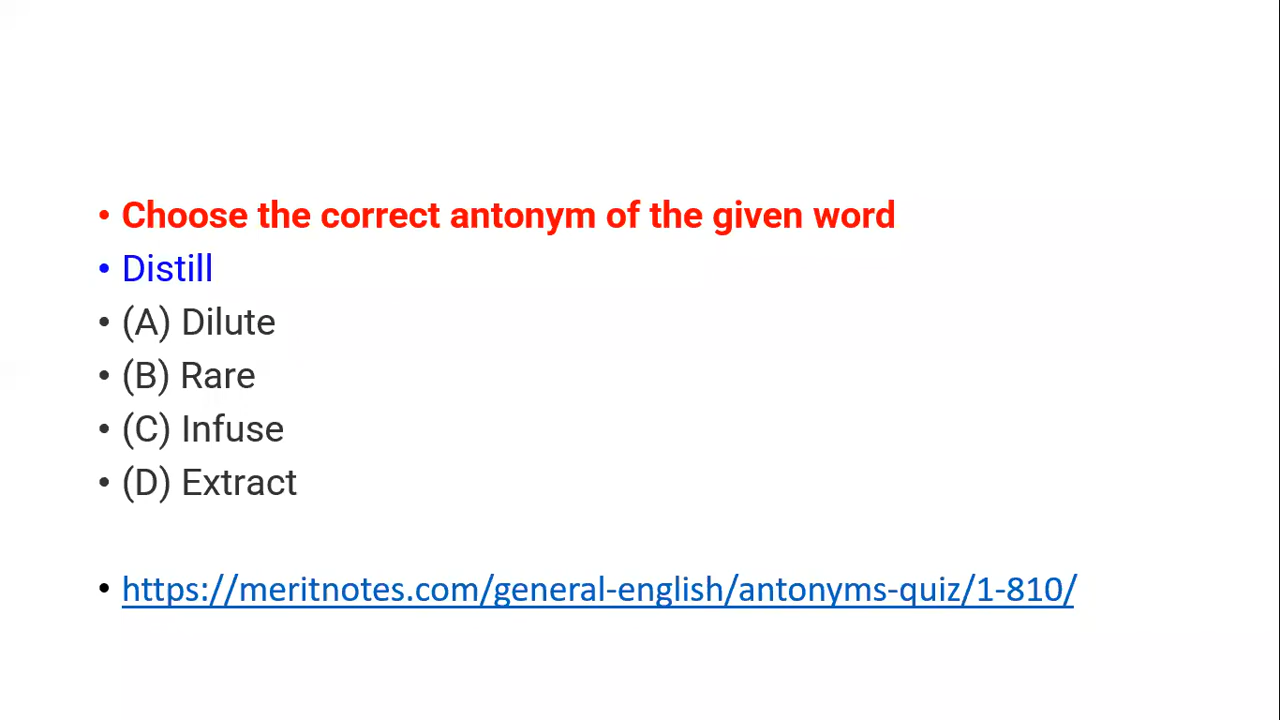 • Choose the correct antonym of the given word
• Distill
• (A) Dilute
• (B) Rare
• (C) Infuse
• (D) Extract
• https://meritnotes.com/general-english/antonyms-quiz/1-810/